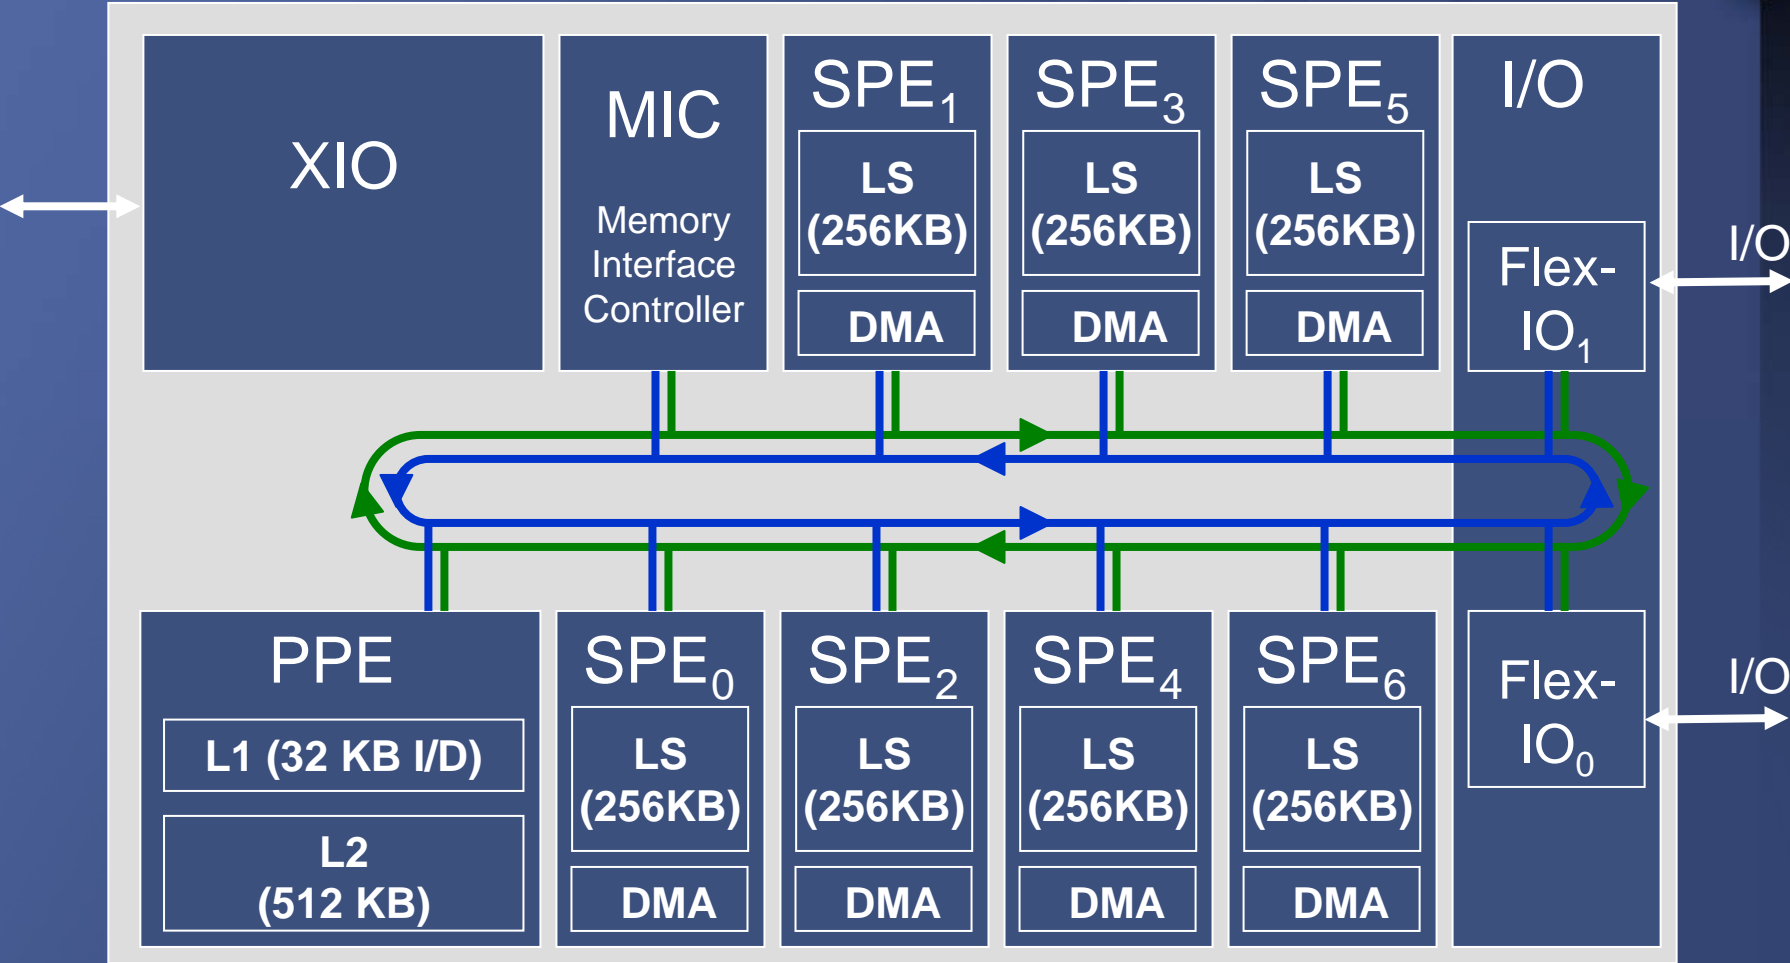 XIO
MIC
Memory
Interface
Controller
SPE₁
LS
(256KB)
DMA
SPE₃
LS
(256KB)
DMA
SPE₅
LS
(256KB)
DMA
I/O
Flex-
IO₁
I/O
PPE
L1 (32 KB I/D)
L2
(512 KB)
SPE₀
LS
(256KB)
DMA
SPE₂
LS
(256KB)
DMA
SPE₄
LS
(256KB)
DMA
SPE₆
LS
(256KB)
DMA
Flex-
IO₀
I/O